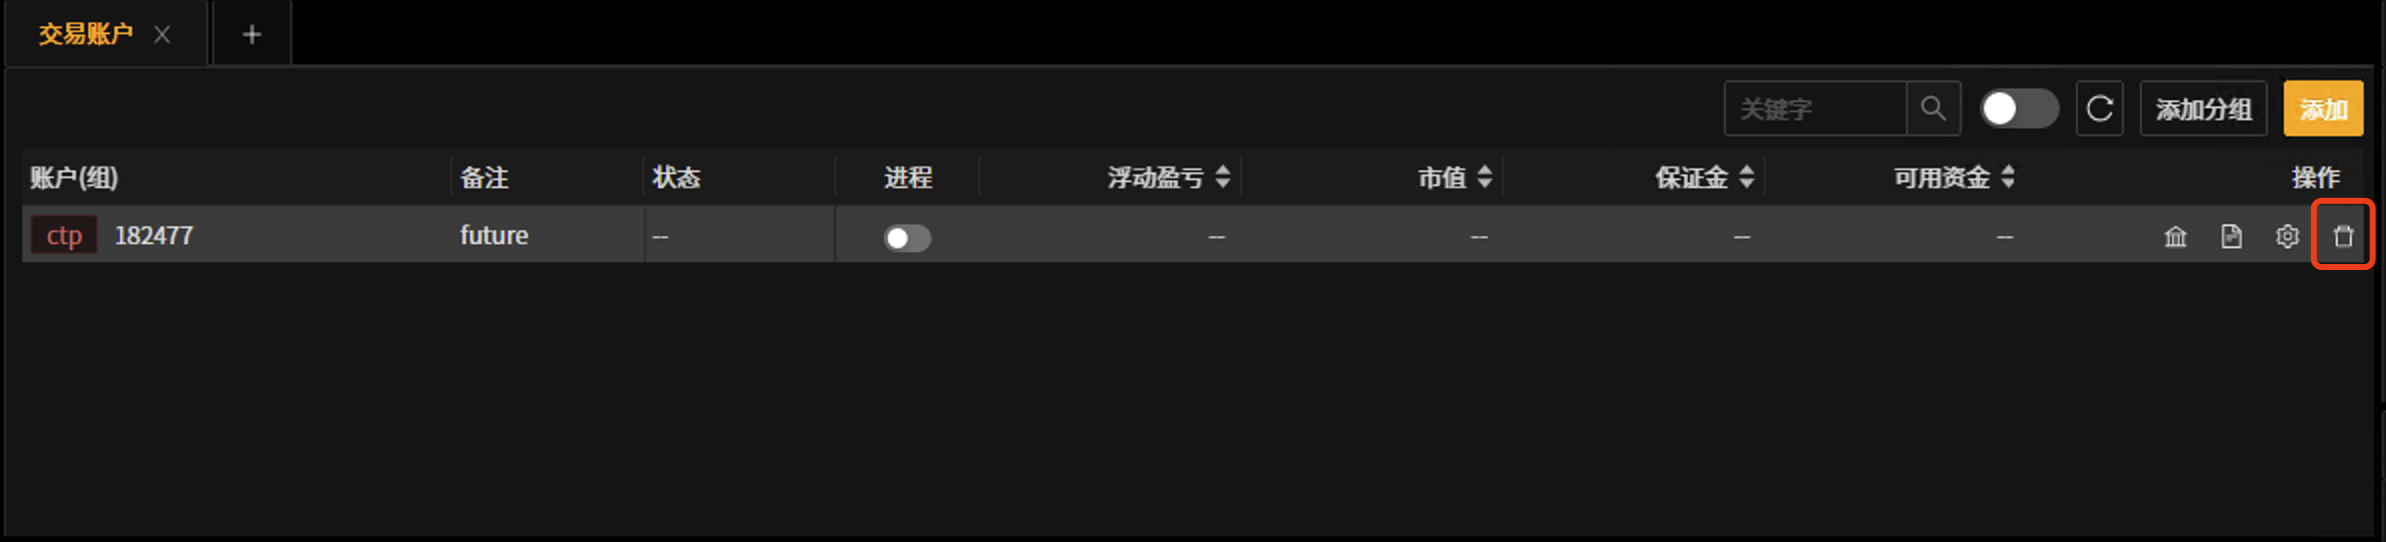 交易账户
关键字 添加分组 添加
账户(组) 备注 状态 进程 浮动盈亏 市值 保证金 可用资金 操作
ctp 182477 future -- -- -- -- --